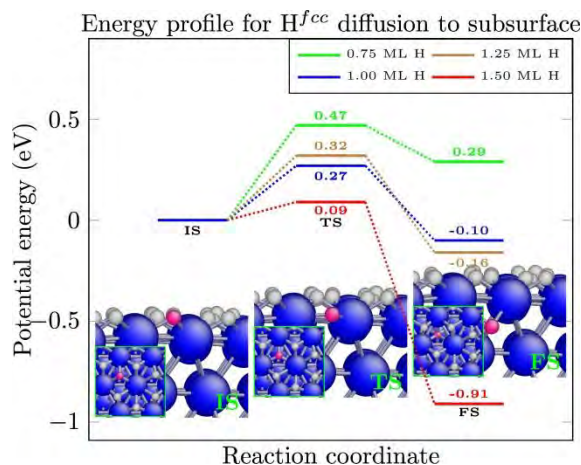 Energy profile for H^fcc diffusion to subsurface
0.75 ML H 1.25 ML H
1.00 ML H 1.50 ML H
Potential energy (eV)
0.5
0
−0.5
−1
0.47
0.32
0.27
0.09
TS
IS
0.29
-0.10
-0.16
-0.91
FS
IS
TS
FS
Reaction coordinate